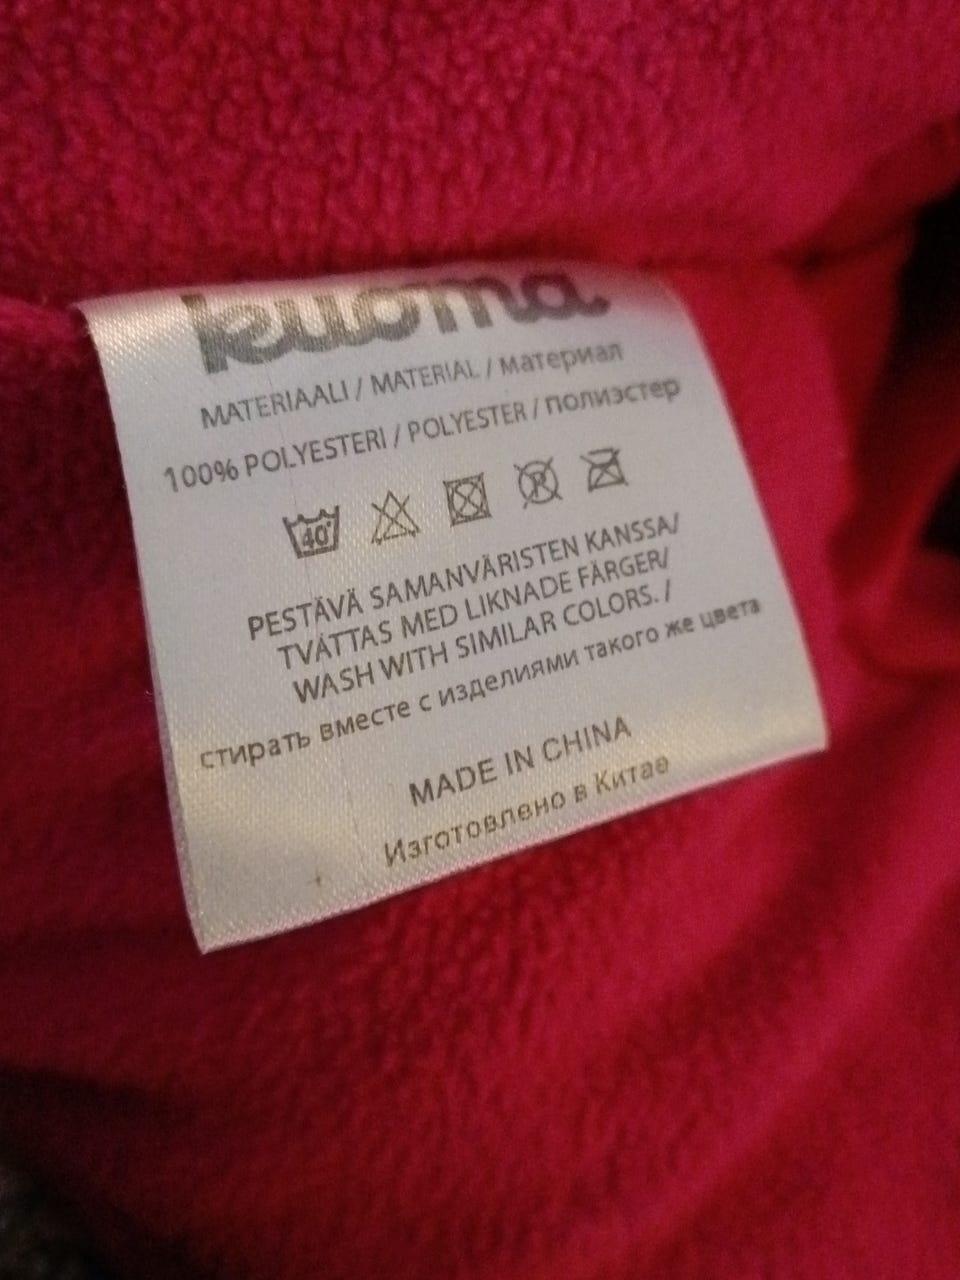 kuoma
MATERIAALI / MATERIAL / материал
100% POLYESTERI / POLYESTER / полиэстер
40° P
PESTÄVÄ SAMANVÄRISTEN KANSSA/
TVÄTTAS MED LIKNADE FÄRGER/
WASH WITH SIMILAR COLORS. /
стирать вместе с изделиями такого же цвета
MADE IN CHINA
Изготовлено в Китае